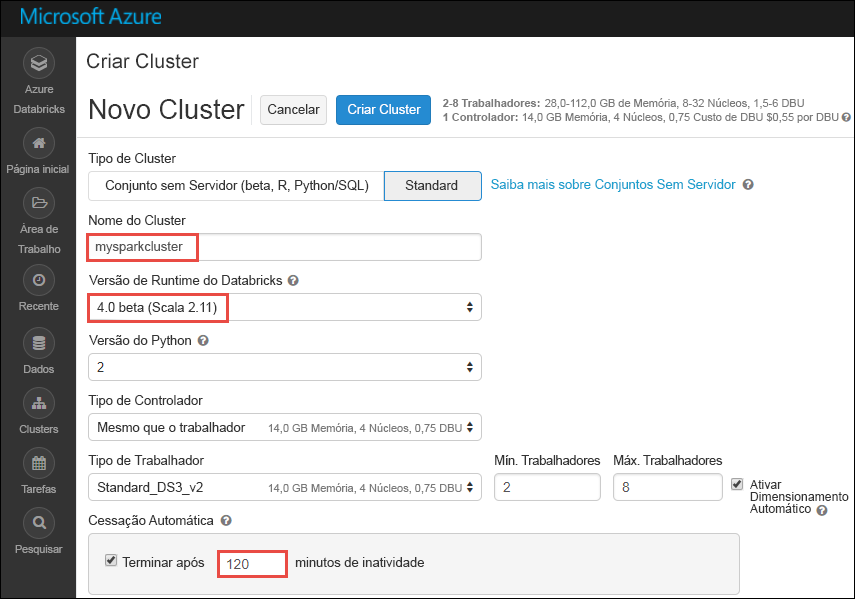 Microsoft Azure
Azure
Databricks
Página inicial
Área de
Trabalho
Recente
Dados
Clusters
Tarefas
Pesquisar
Criar Cluster
Novo Cluster
Cancelar
Criar Cluster
2-8 Trabalhadores: 28,0-112,0 GB de Memória, 8-32 Núcleos, 1,5-6 DBU
1 Controlador: 14,0 GB Memória, 4 Núcleos, 0,75 Custo de DBU $0,55 por DBU ?
Tipo de Cluster
Conjunto sem Servidor (beta, R, Python/SQL) Standard Saiba mais sobre Conjuntos Sem Servidor ?
Nome do Cluster
mysparkcluster
Versão de Runtime do Databricks ?
4.0 beta (Scala 2.11)
Versão do Python ?
2
Tipo de Controlador
Mesmo que o trabalhador 14,0 GB Memória, 4 Núcleos, 0,75 DBU
Tipo de Trabalhador Mín. Trabalhadores Máx. Trabalhadores
Standard_DS3_v2 14,0 GB Memória, 4 Núcleos, 0,75 DBU 2 8
Ativar
Dimensionamento
Automático ?
Cessação Automática ?
Terminar após 120 minutos de inatividade